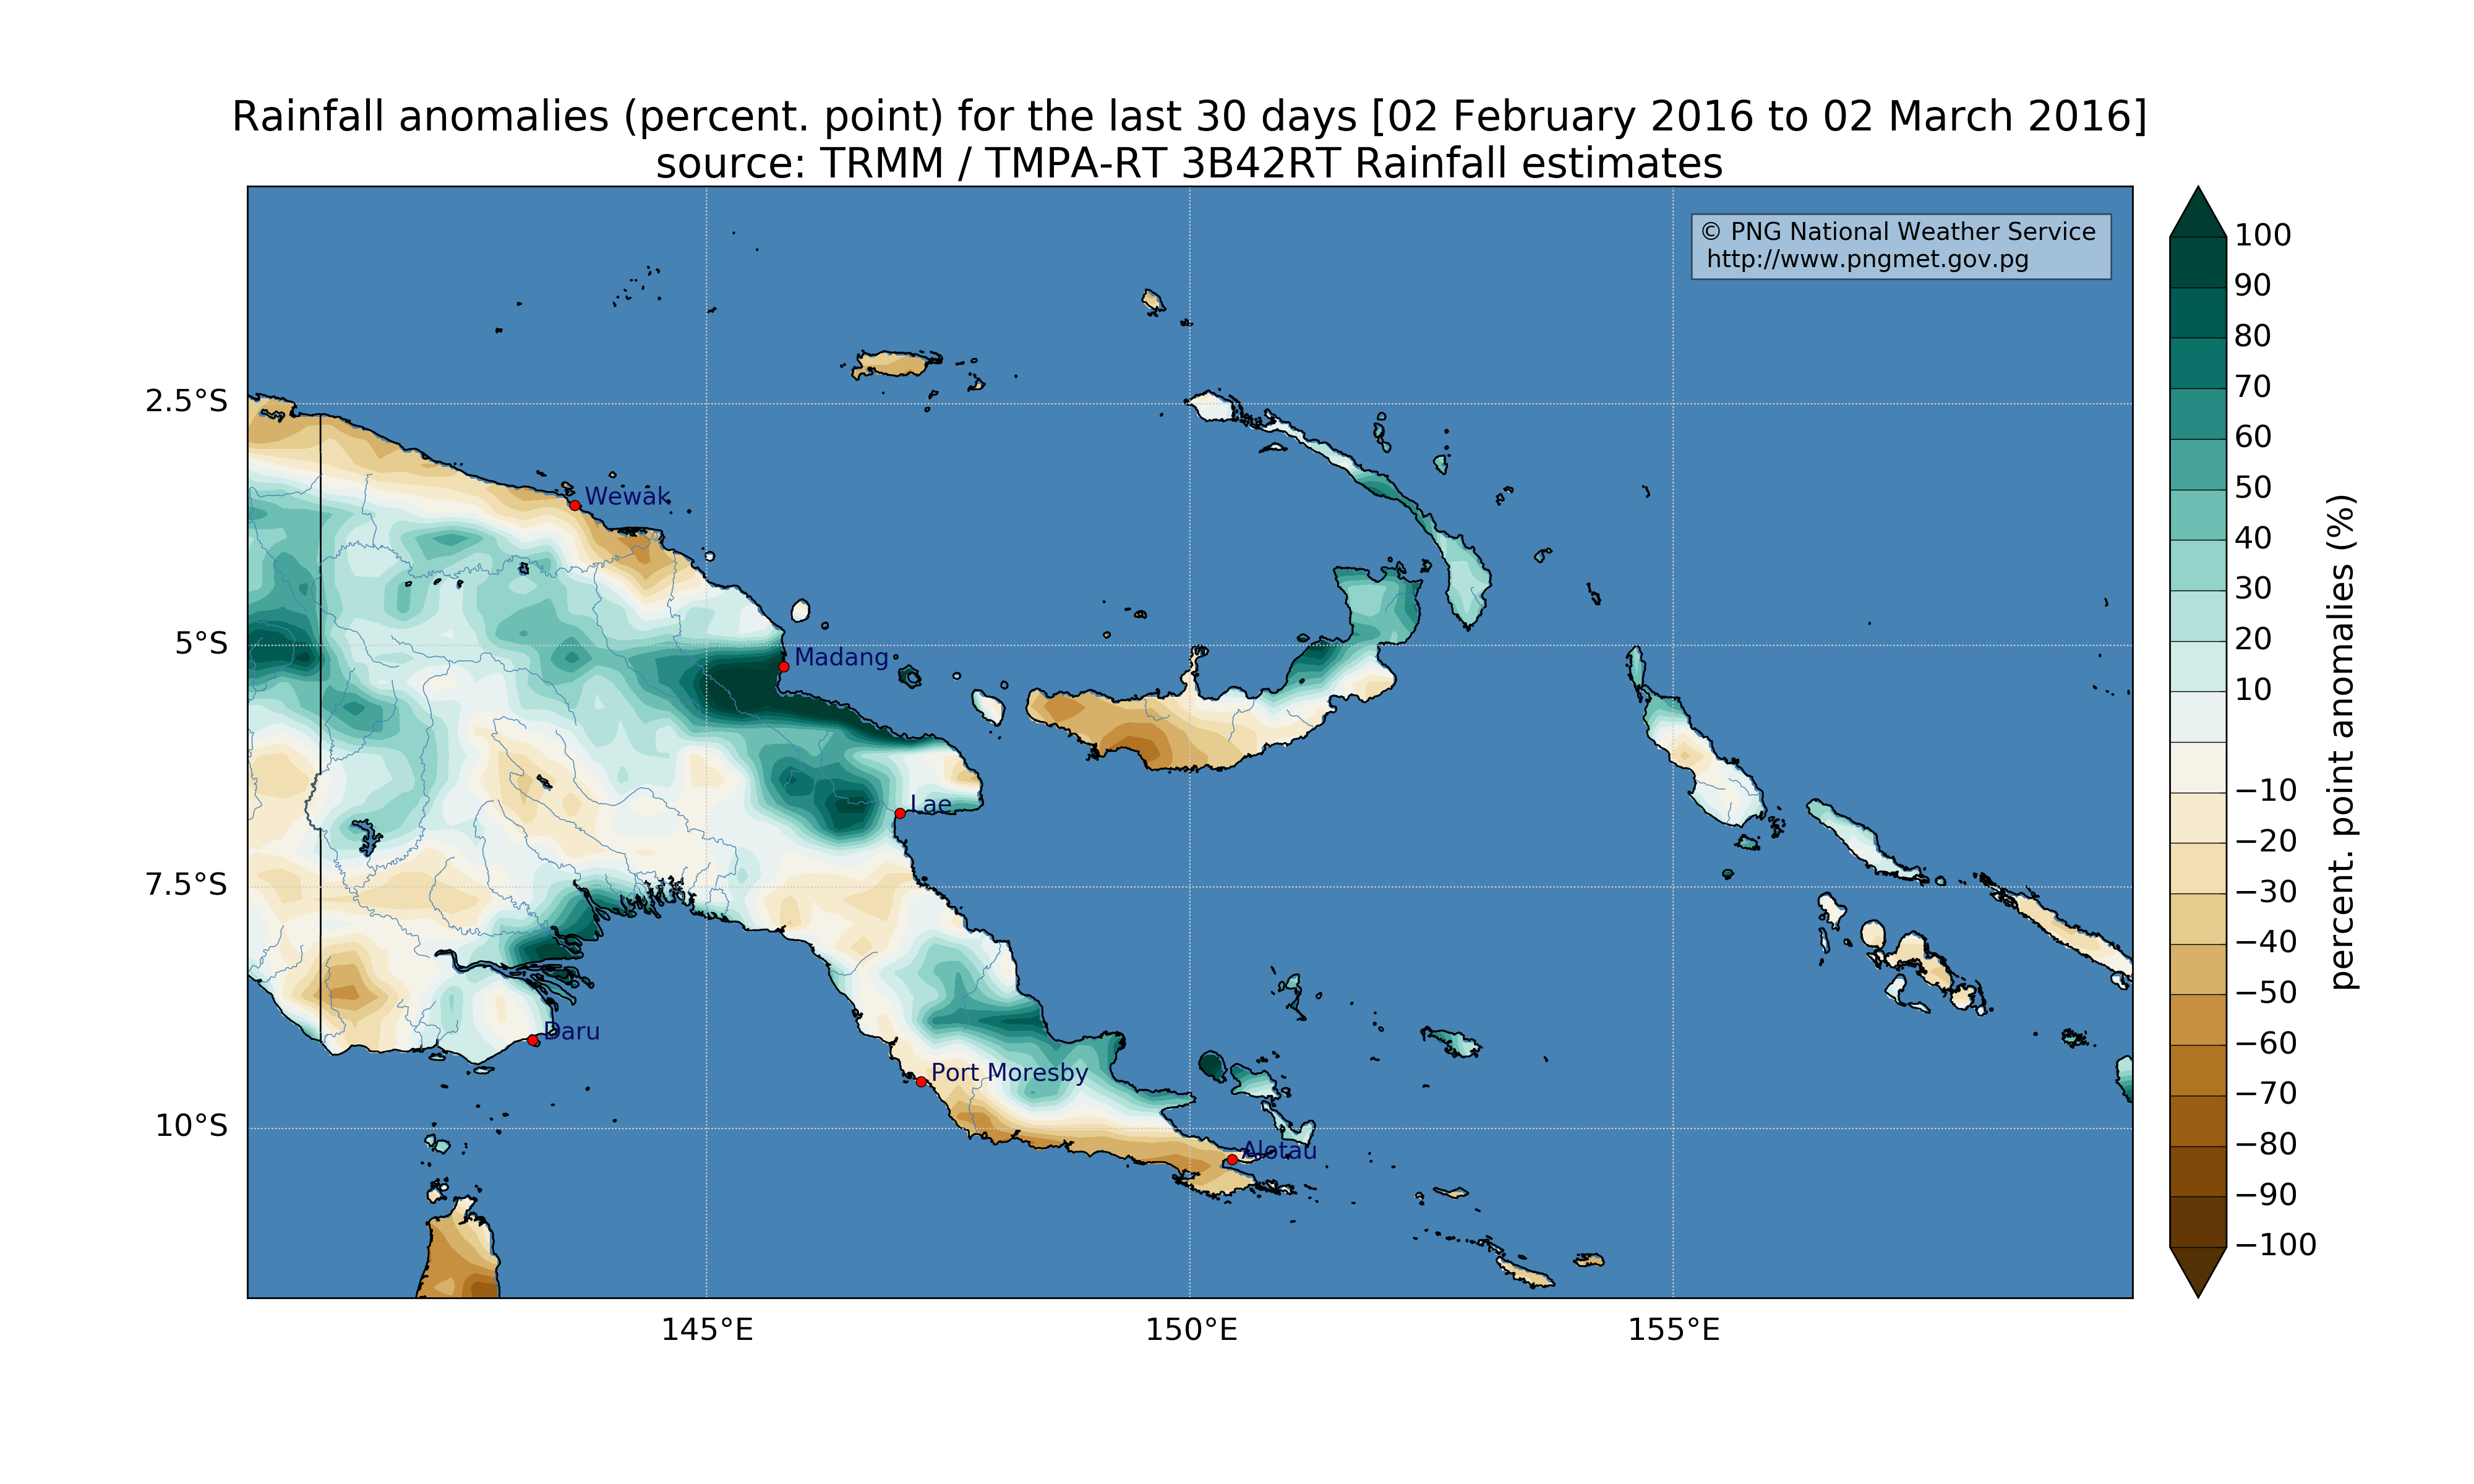 Rainfall anomalies (percent. point) for the last 30 days [02 February 2016 to 02 March 2016]
source: TRMM / TMPA-RT 3B42RT Rainfall estimates
© PNG National Weather Service
http://www.pngmet.gov.pg
2.5°S
5°S
7.5°S
10°S
145°E
150°E
155°E
Wewak
Madang
Lae
Daru
Port Moresby
Alotau
100
90
80
70
60
50
40
30
20
10
−10
−20
−30
−40
−50
−60
−70
−80
−90
−100
percent. point anomalies (%)